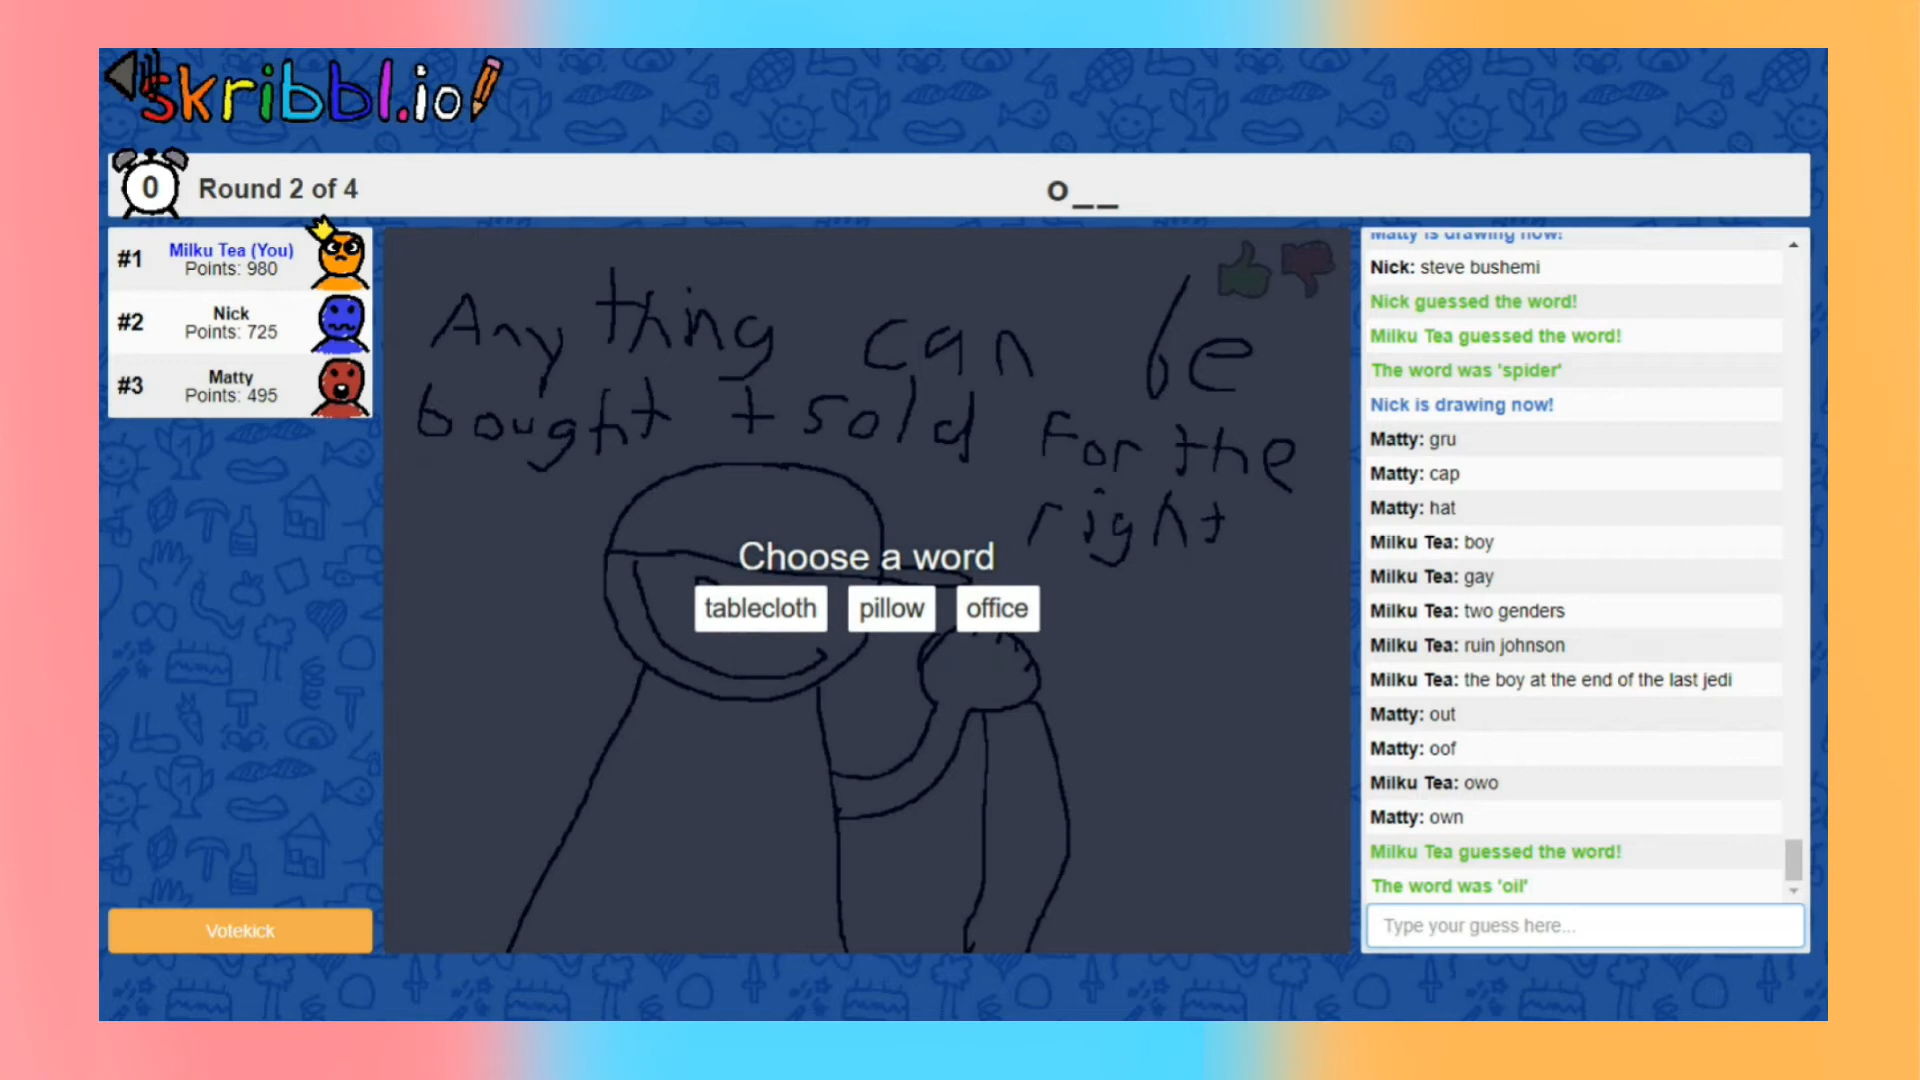 skribbl.io
0
Round 2 of 4
o__
#1
Milku Tea (You)
Points: 980
#2
Nick
Points: 725
#3
Matty
Points: 495
Votekick
Any thing can be
bought + sold For the
right
Choose a word
tablecloth pillow office
Matty is drawing now!
Nick: steve bushemi
Nick guessed the word!
Milku Tea guessed the word!
The word was 'spider'
Nick is drawing now!
Matty: gru
Matty: cap
Matty: hat
Milku Tea: boy
Milku Tea: gay
Milku Tea: two genders
Milku Tea: ruin johnson
Milku Tea: the boy at the end of the last jedi
Matty: out
Matty: oof
Milku Tea: owo
Matty: own
Milku Tea guessed the word!
The word was 'oil'
Type your guess here...